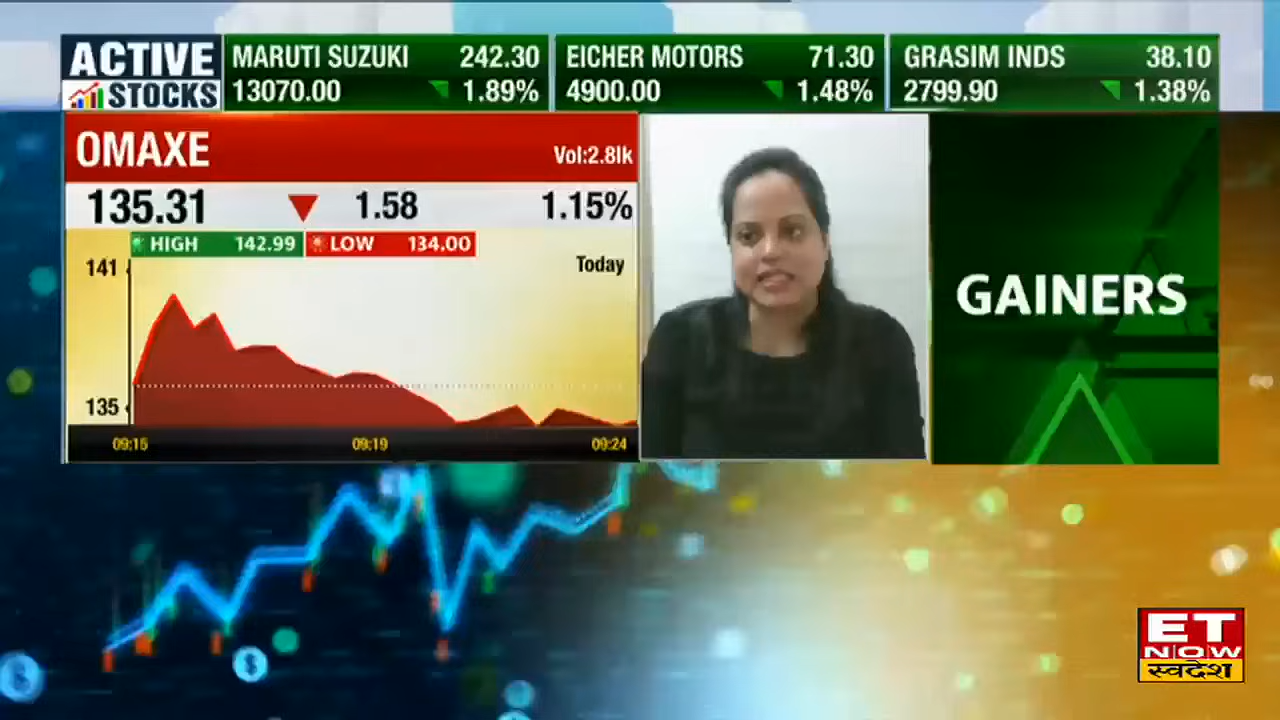 ACTIVE
STOCKS
MARUTI SUZUKI 242.30
13070.00 1.89%
EICHER MOTORS 71.30
4900.00 1.48%
GRASIM INDS 38.10
2799.90 1.38%
OMAXE Vol:2.8lk
135.31 1.58 1.15%
HIGH 142.99 LOW 134.00
Today
141
135
09:15 09:19 09:24
GAINERS
ET
NOW
स्वदेश